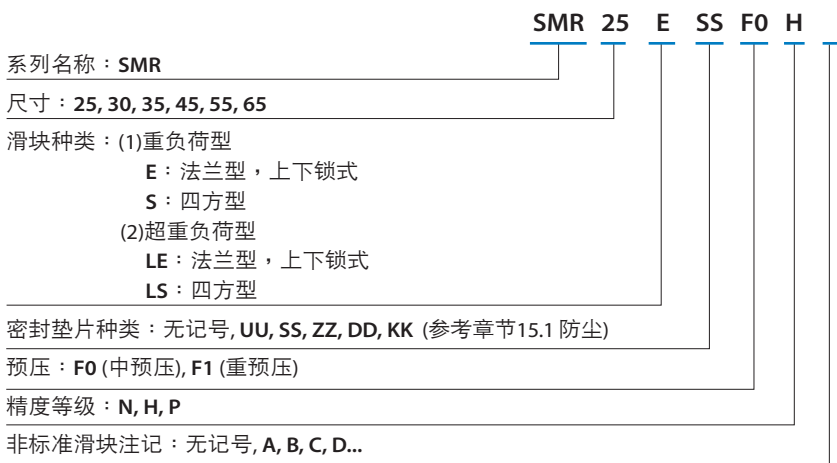 SMR 25 E SS F0 H
系列名称：SMR
尺寸：25, 30, 35, 45, 55, 65
滑块种类：(1)重负荷型
E：法兰型，上下锁式
S：四方型
(2)超重负荷型
LE：法兰型，上下锁式
LS：四方型
密封垫片种类：无记号, UU, SS, ZZ, DD, KK (参考章节15.1 防尘)
预压：F0 (中预压), F1 (重预压)
精度等级：N, H, P
非标准滑块注记：无记号, A, B, C, D...